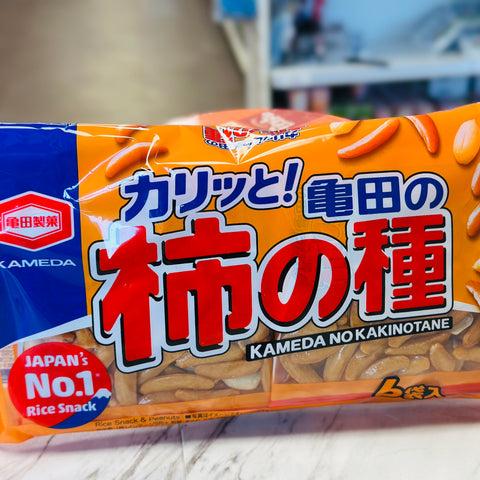 亀田製菓
KAMEDA
カリッと!
亀田の
柿の種
KAMEDA NO KAKINOTANE
JAPAN's
No.1
Rice Snack
6袋入
Rice Snack & Peanuts